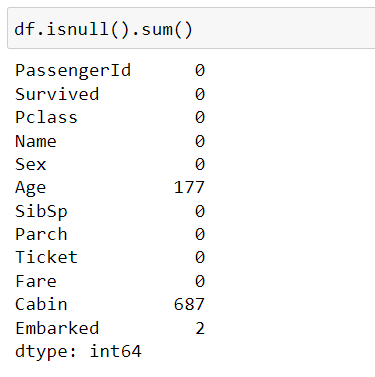 df.isnull().sum()
PassengerId 0
Survived 0
Pclass 0
Name 0
Sex 0
Age 177
SibSp 0
Parch 0
Ticket 0
Fare 0
Cabin 687
Embarked 2
dtype: int64